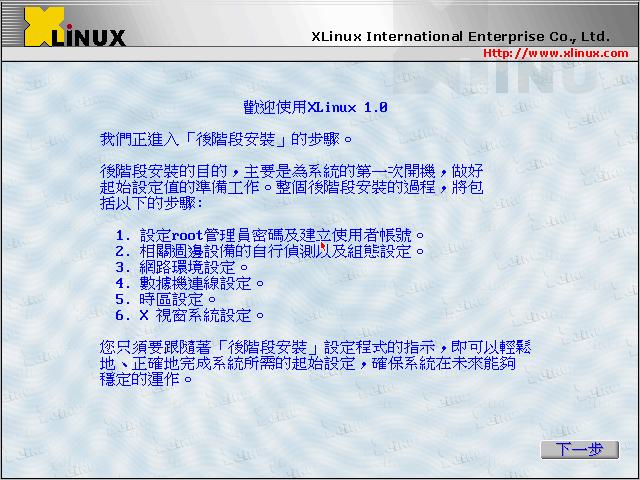 XLINUX
XLinux International Enterprise Co., Ltd.
Http://www.xlinux.com
歡迎使用XLinux 1.0
我們正進入「後階段安裝」的步驟。
後階段安裝的目的，主要是為系統的第一次開機，做好
起始設定值的準備工作。整個後階段安裝的過程，將包
括以下的步驟:
1. 設定root管理員密碼及建立使用者帳號。
2. 相關週邊設備的自行偵測以及組態設定。
3. 網路環境設定。
4. 數據機連線設定。
5. 時區設定。
6. X 視窗系統設定。
您只須要跟隨著「後階段安裝」設定程式的指示，即可以輕鬆
地、正確地完成系統所需的起始設定，確保系統在未來能夠
穩定的運作。
下一步